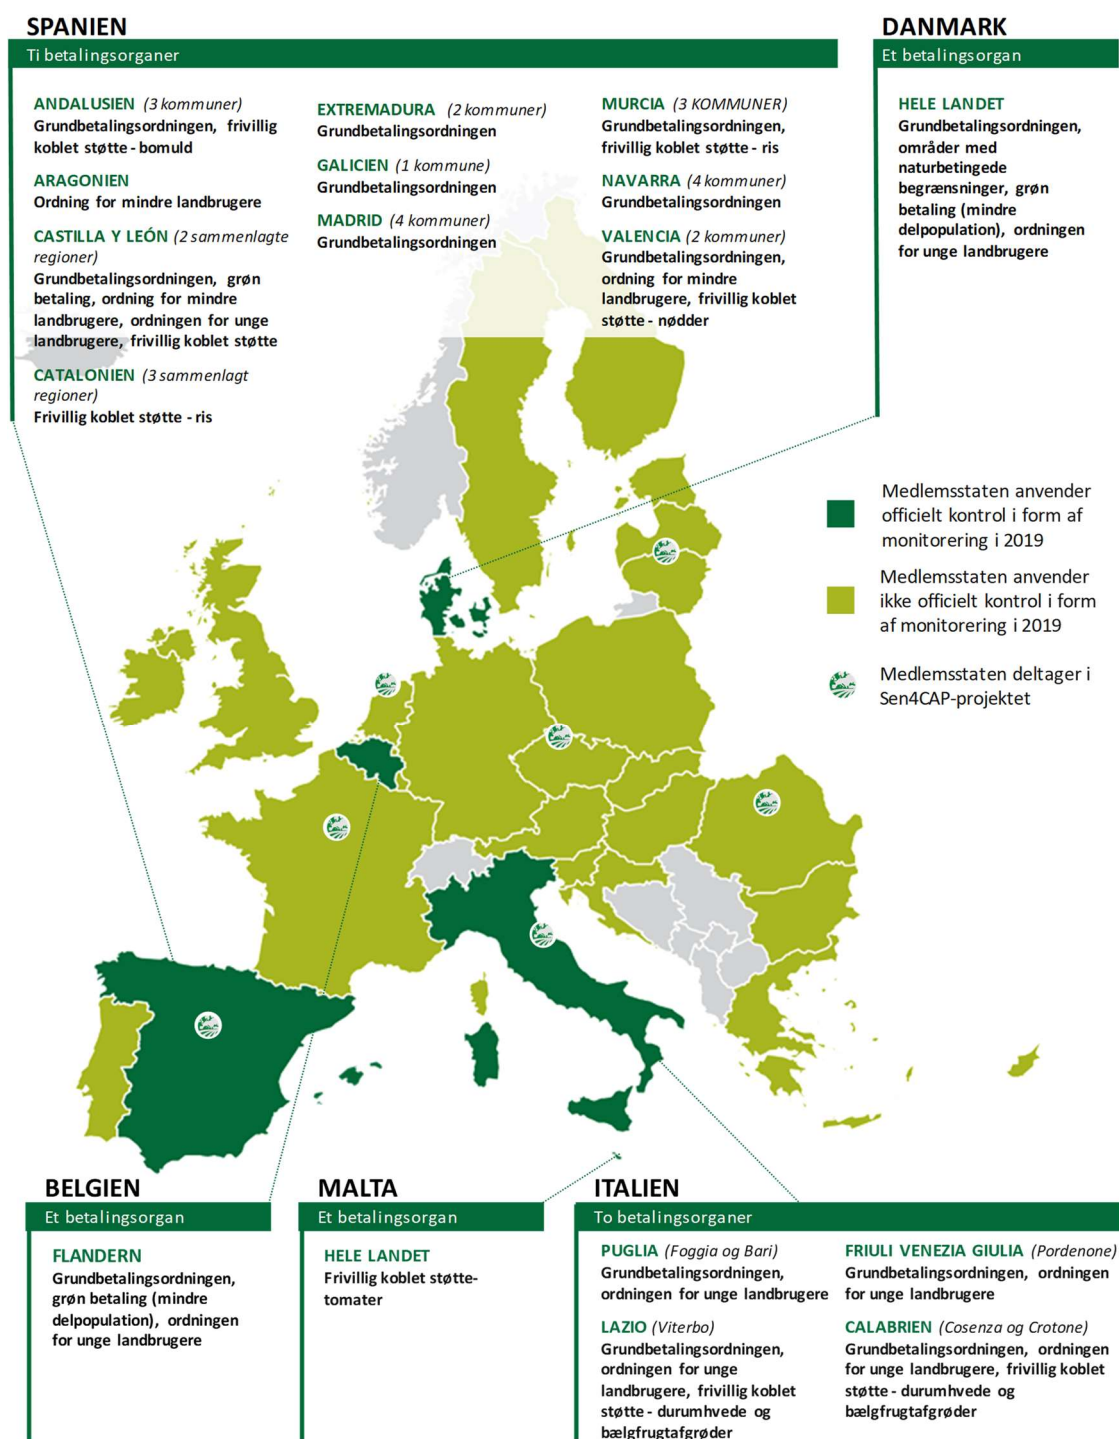 SPANIEN
Ti betalingsorganer
ANDALUSIEN (3 kommuner)
Grundbetalingsordningen, frivillig
koblet støtte - bomuld
ARAGONIEN
Ordning for mindre landbrugere
CASTILLA Y LEÓN (2 sammenlagte
regioner)
Grundbetalingsordningen, grøn
betaling, ordning for mindre
landbrugere, ordningen for unge
landbrugere, frivillig koblet støtte
CATALONIEN (3 sammenlagt
regioner)
Frivillig koblet støtte - ris
EXTREMADURA (2 kommuner)
Grundbetalingsordningen
GALICIEN (1 kommune)
Grundbetalingsordningen
MADRID (4 kommuner)
Grundbetalingsordningen
MURCIA (3 KOMMUNER)
Grundbetalingsordningen,
frivillig koblet støtte - ris
NAVARRA (4 kommuner)
Grundbetalingsordningen
VALENCIA (2 kommuner)
Grundbetalingsordningen,
ordning for mindre
landbrugere, frivillig koblet
støtte - nødder
DANMARK
Et betalingsorgan
HELE LANDET
Grundbetalingsordningen,
områder med
naturbetingede
begrænsninger, grøn
betaling (mindre
delpopulation), ordningen
for unge landbrugere
Medlemsstaten anvender
officielt kontrol i form af
monitorering i 2019
Medlemsstaten anvender
ikke officielt kontrol i form
af monitorering i 2019
Medlemsstaten deltager i
Sen4CAP-projektet
BELGIEN
Et betalingsorgan
FLANDERN
Grundbetalingsordningen,
grøn betaling (mindre
delpopulation), ordningen
for unge landbrugere
MALTA
Et betalingsorgan
HELE LANDET
Frivillig koblet støtte-
tomater
ITALIEN
To betalingsorganer
PUGLIA (Foggia og Bari)
Grundbetalingsordningen,
ordningen for unge landbrugere
LAZIO (Viterbo)
Grundbetalingsordningen,
ordningen for unge
landbrugere, frivillig koblet
støtte - durumhvede og
bælgfrugtafgrøder
FRIULI VENEZIA GIULIA (Pordenone)
Grundbetalingsordningen, ordningen
for unge landbrugere
CALABRIEN (Cosenza og Crotone)
Grundbetalingsordningen, ordningen
for unge landbrugere, frivillig koblet
støtte - durumhvede og
bælgfrugtafgrøder